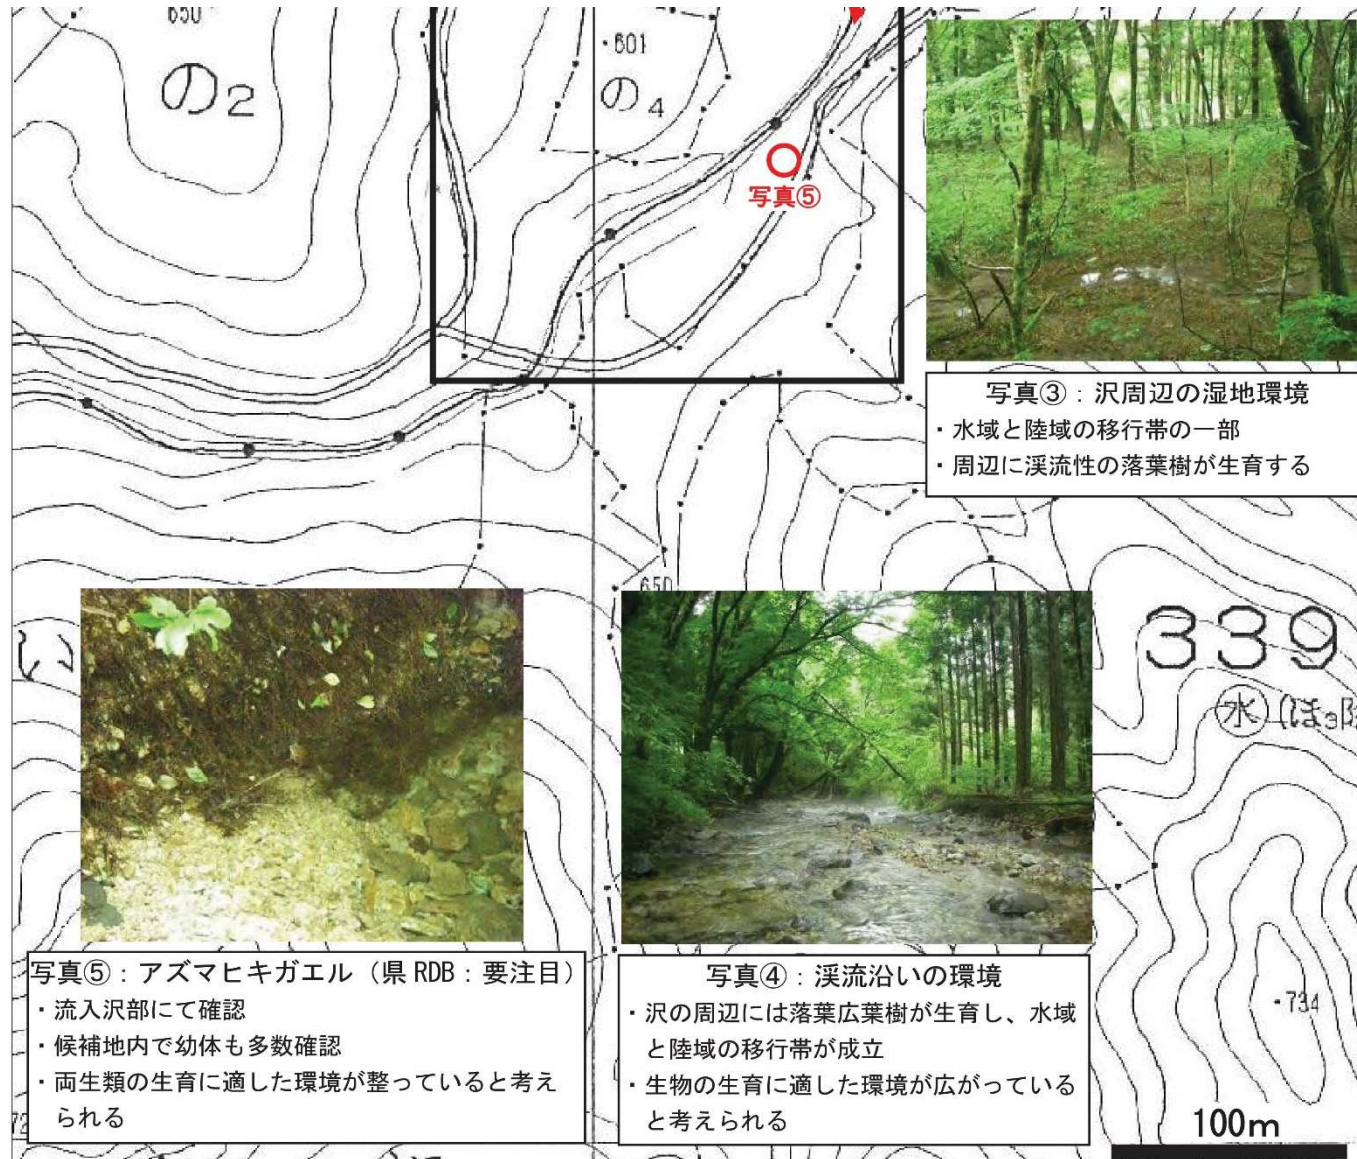 650
の2
・601
の4
写真⑤
写真③：沢周辺の湿地環境
・水域と陸域の移行帯の一部
・周辺に渓流性の落葉樹が生育する
650
い
339
水（ほ3
写真⑤：アズマヒキガエル（県 RDB：要注目）
・流入沢部にて確認
・候補地内で幼体も多数確認
・両生類の生育に適した環境が整っていると考え
られる
写真④：渓流沿いの環境
・沢の周辺には落葉広葉樹が生育し、水域
と陸域の移行帯が成立
・生物の生育に適した環境が広がっている
と考えられる
・734
100m